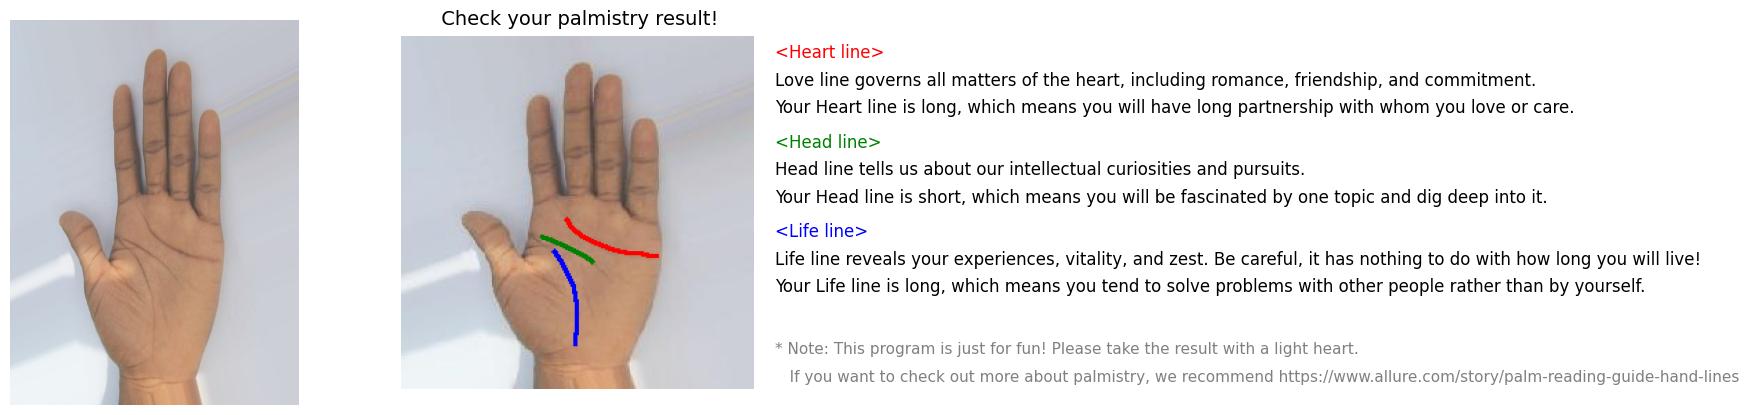 Check your palmistry result!
<Heart line>
Love line governs all matters of the heart, including romance, friendship, and commitment.
Your Heart line is long, which means you will have long partnership with whom you love or care.
<Head line>
Head line tells us about our intellectual curiosities and pursuits.
Your Head line is short, which means you will be fascinated by one topic and dig deep into it.
<Life line>
Life line reveals your experiences, vitality, and zest. Be careful, it has nothing to do with how long you will live!
Your Life line is long, which means you tend to solve problems with other people rather than by yourself.
* Note: This program is just for fun! Please take the result with a light heart.
If you want to check out more about palmistry, we recommend https://www.allure.com/story/palm-reading-guide-hand-lines